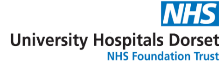 NHS
University Hospitals Dorset
NHS Foundation Trust